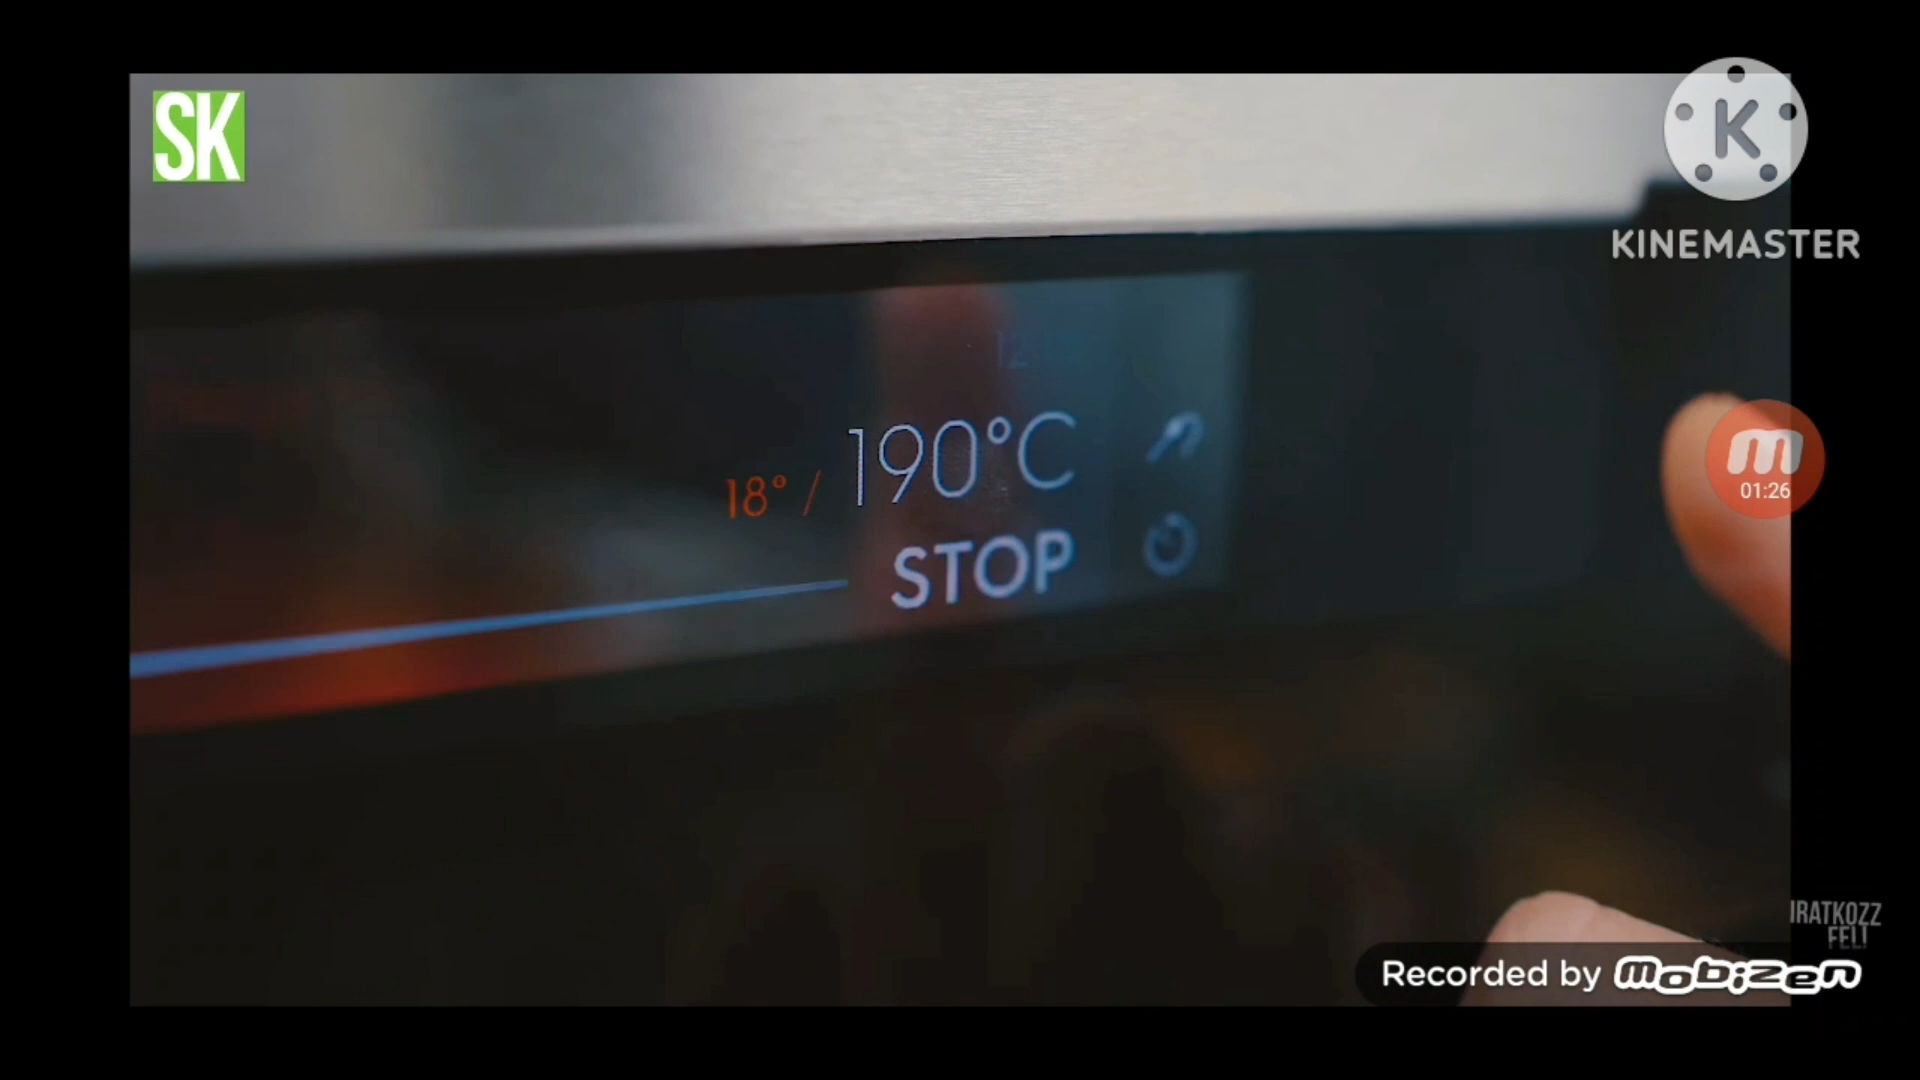 SK
K
KINEMASTER
190°C
18° /
STOP
m
01:26
IRATKOZZ
FEL!
Recorded by mobizen